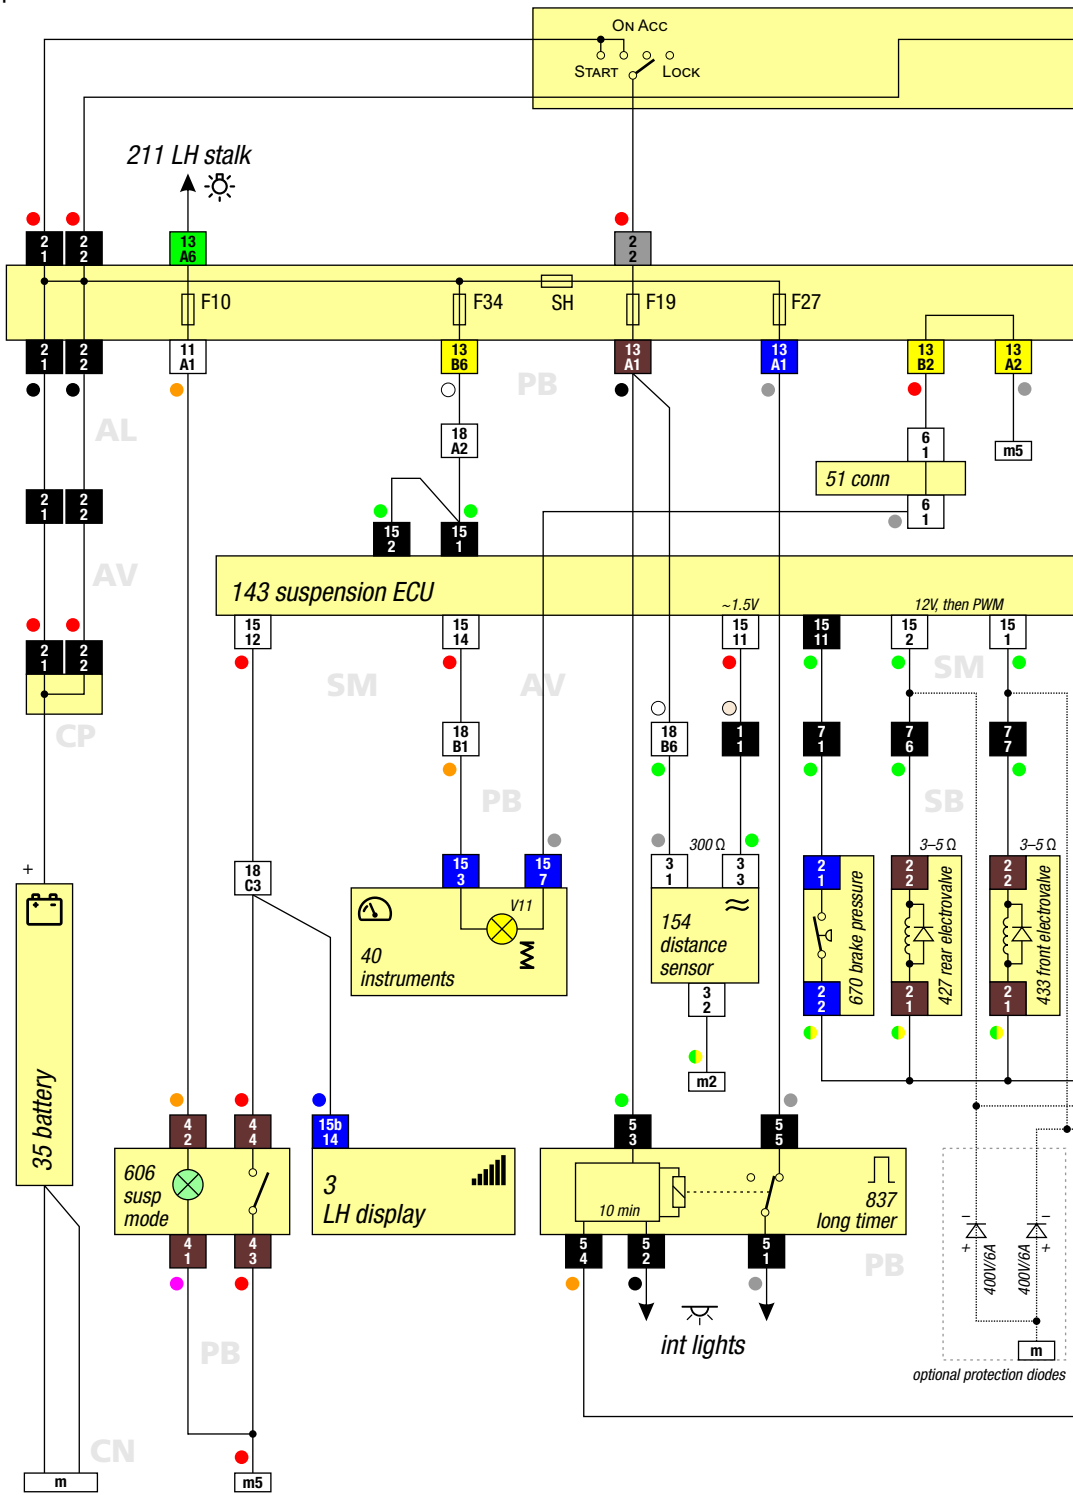 ON ACC
START
LOCK
211 LH stalk
2 1
2 2
13 A6
2 2
F10
F34
SH
F19
F27
2 1
2 2
11 A1
13 B6
13 A1
13 A1
13 B2
13 A2
PB
AL
18 A2
6 1
m5
51 conn
2 1
2 2
6 1
15 2
15 1
AV
143 suspension ECU
~1.5V
12V, then PWM
15 12
15 14
15 11
15 11
15 2
15 1
2 1
2 2
SM
AV
SM
CP
18 B1
18 B6
1 1
7 1
7 6
7 7
PB
SB
300 Ω
3–5 Ω
3–5 Ω
+
18 C3
15 3
15 7
3 1
3 3
2 1
2 2
2 2
V11
40
instruments
154
distance
sensor
670 brake pressure
427 rear electrovalve
433 front electrovalve
3 2
2 2
2 1
2 1
m2
35 battery
4 2
4 4
15b 14
5 3
5 5
606
susp
mode
3
LH display
10 min
837
long timer
4 1
4 3
5 4
5 2
5 1
PB
− +
400V/6A
− +
400V/6A
int lights
PB
m
optional protection diodes
CN
m
m5